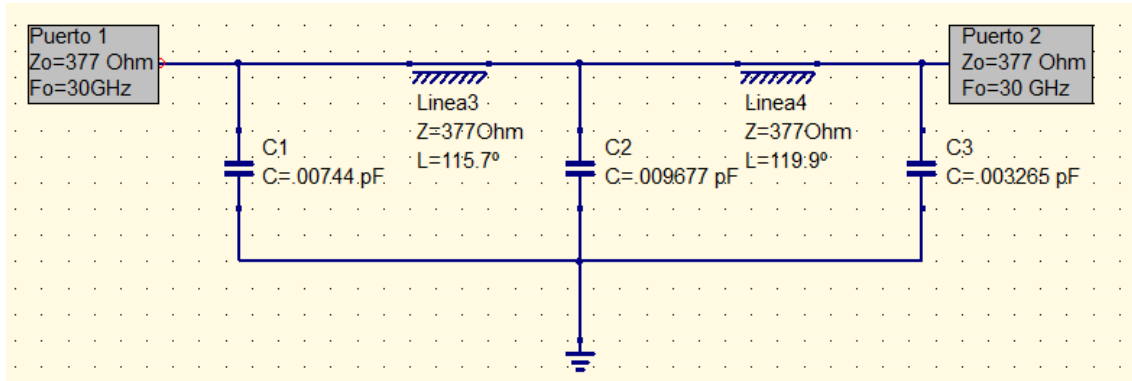 Puerto 1
Zo=377 Ohm
Fo=30GHz
Linea3
Z=377Ohm
L=115.7º
Linea4
Z=377Ohm
L=119.9º
Puerto 2
Zo=377 Ohm
Fo=30 GHz
C1
C=.00744 pF
C2
C=.009677 pF
C3
C=.003265 pF